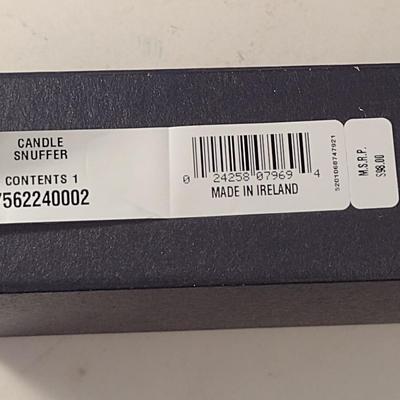 CANDLE
SNUFFER
CONTENTS 1
7562240002
0 24258 07969 4
MADE IN IRELAND
5201068747921
M.S.R.P.
$98.00